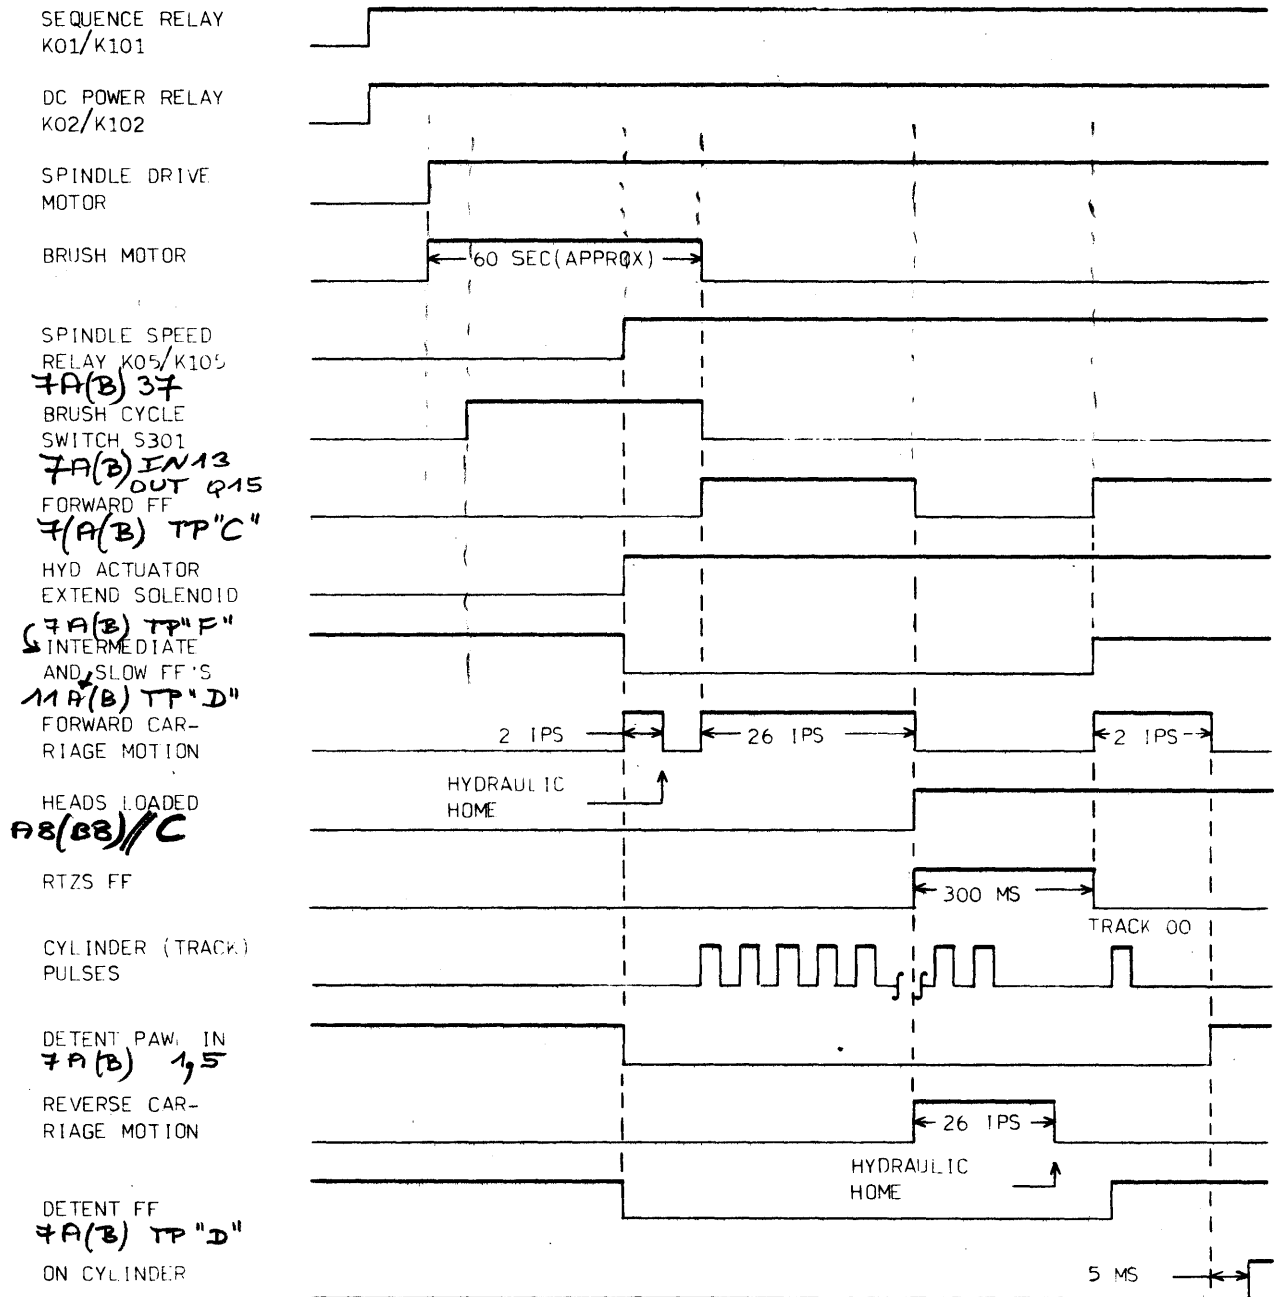 SEQUENCE RELAY
K01/K101
DC POWER RELAY
K02/K102
SPINDLE DRIVE
MOTOR
BRUSH MOTOR
60 SEC(APPROX)
SPINDLE SPEED
RELAY K05/K105
7A(B) 37
BRUSH CYCLE
SWITCH S301
7A(B) IN13
OUT Q15
FORWARD FF
7(A(B) TP"C"
HYD ACTUATOR
EXTEND SOLENOID
7A(B) TP"F"
INTERMEDIATE
AND SLOW FF'S
11A(B) TP"D"
FORWARD CAR-
RIAGE MOTION
2 IPS
26 IPS
2 IPS
HYDRAULIC
HOME
HEADS LOADED
A8(B8)//C
RTZS FF
300 MS
TRACK 00
CYLINDER (TRACK)
PULSES
DETENT PAWL IN
7A(B) 1,5
REVERSE CAR-
RIAGE MOTION
26 IPS
HYDRAULIC
HOME
DETENT FF
7A(B) TP"D"
ON CYLINDER
5 MS